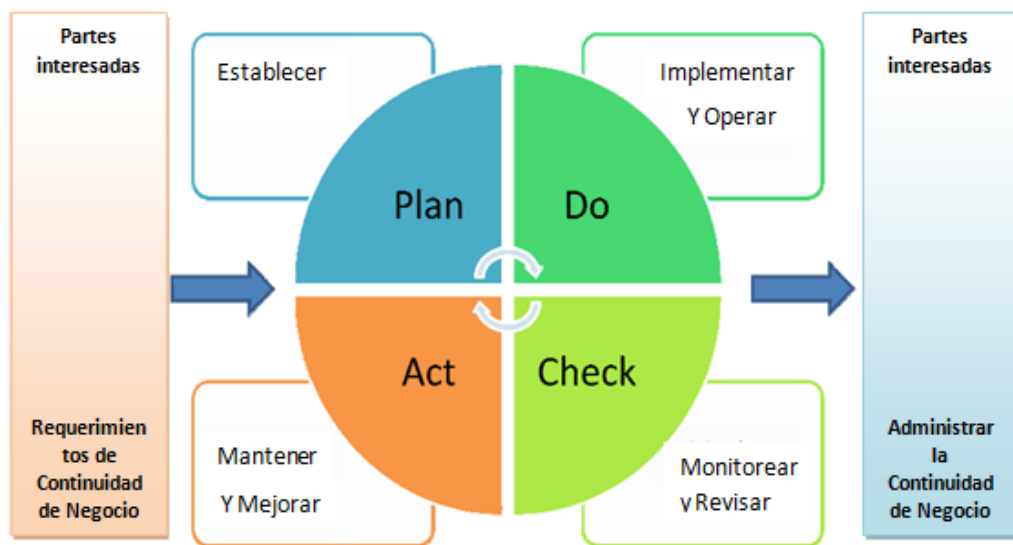 Partes
interesadas
Requerimien
tos de
Continuidad
de Negocio
Establecer
Plan
Implementar
Y Operar
Do
Act
Mantener
Y Mejorar
Check
Monitorear
y Revisar
Partes
interesadas
Administrar
la
Continuidad
de Negocio